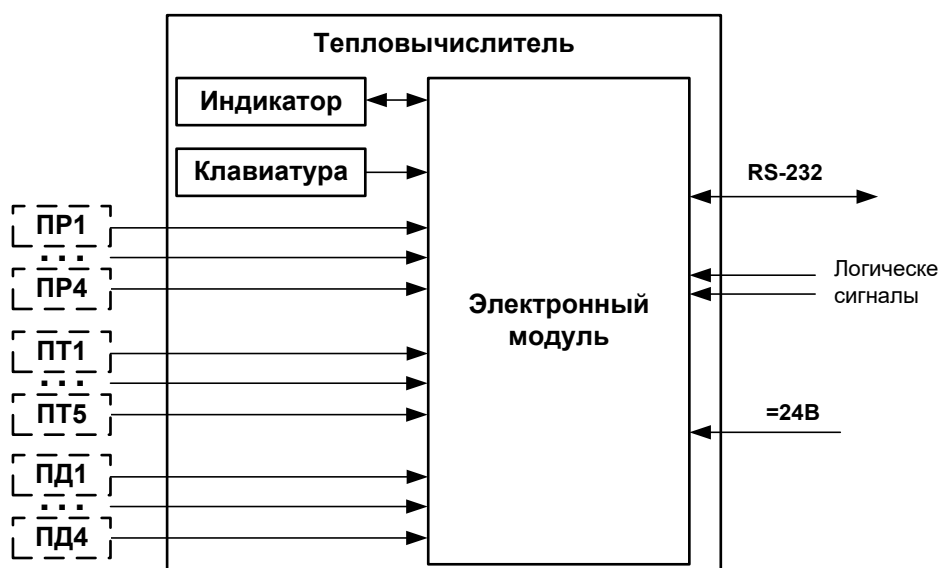 Тепловычислитель
Индикатор
Клавиатура
RS-232
ПР1
...
ПР4
Логическе
сигналы
Электронный
модуль
ПТ1
...
ПТ5
=24В
ПД1
...
ПД4